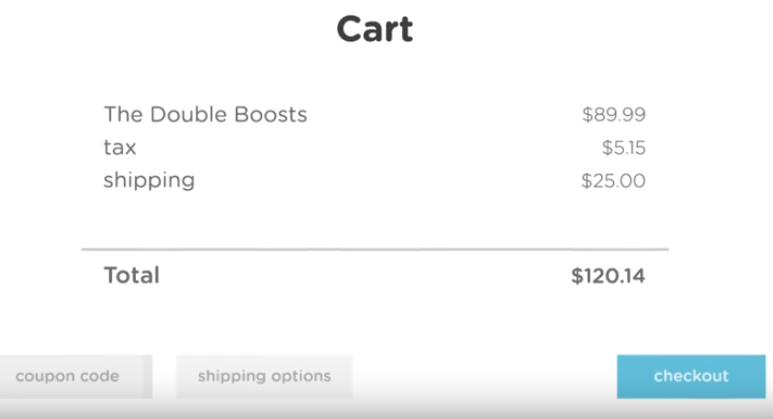 Cart
The Double Boosts $89.99
tax $5.15
shipping $25.00
Total $120.14
coupon code shipping options checkout